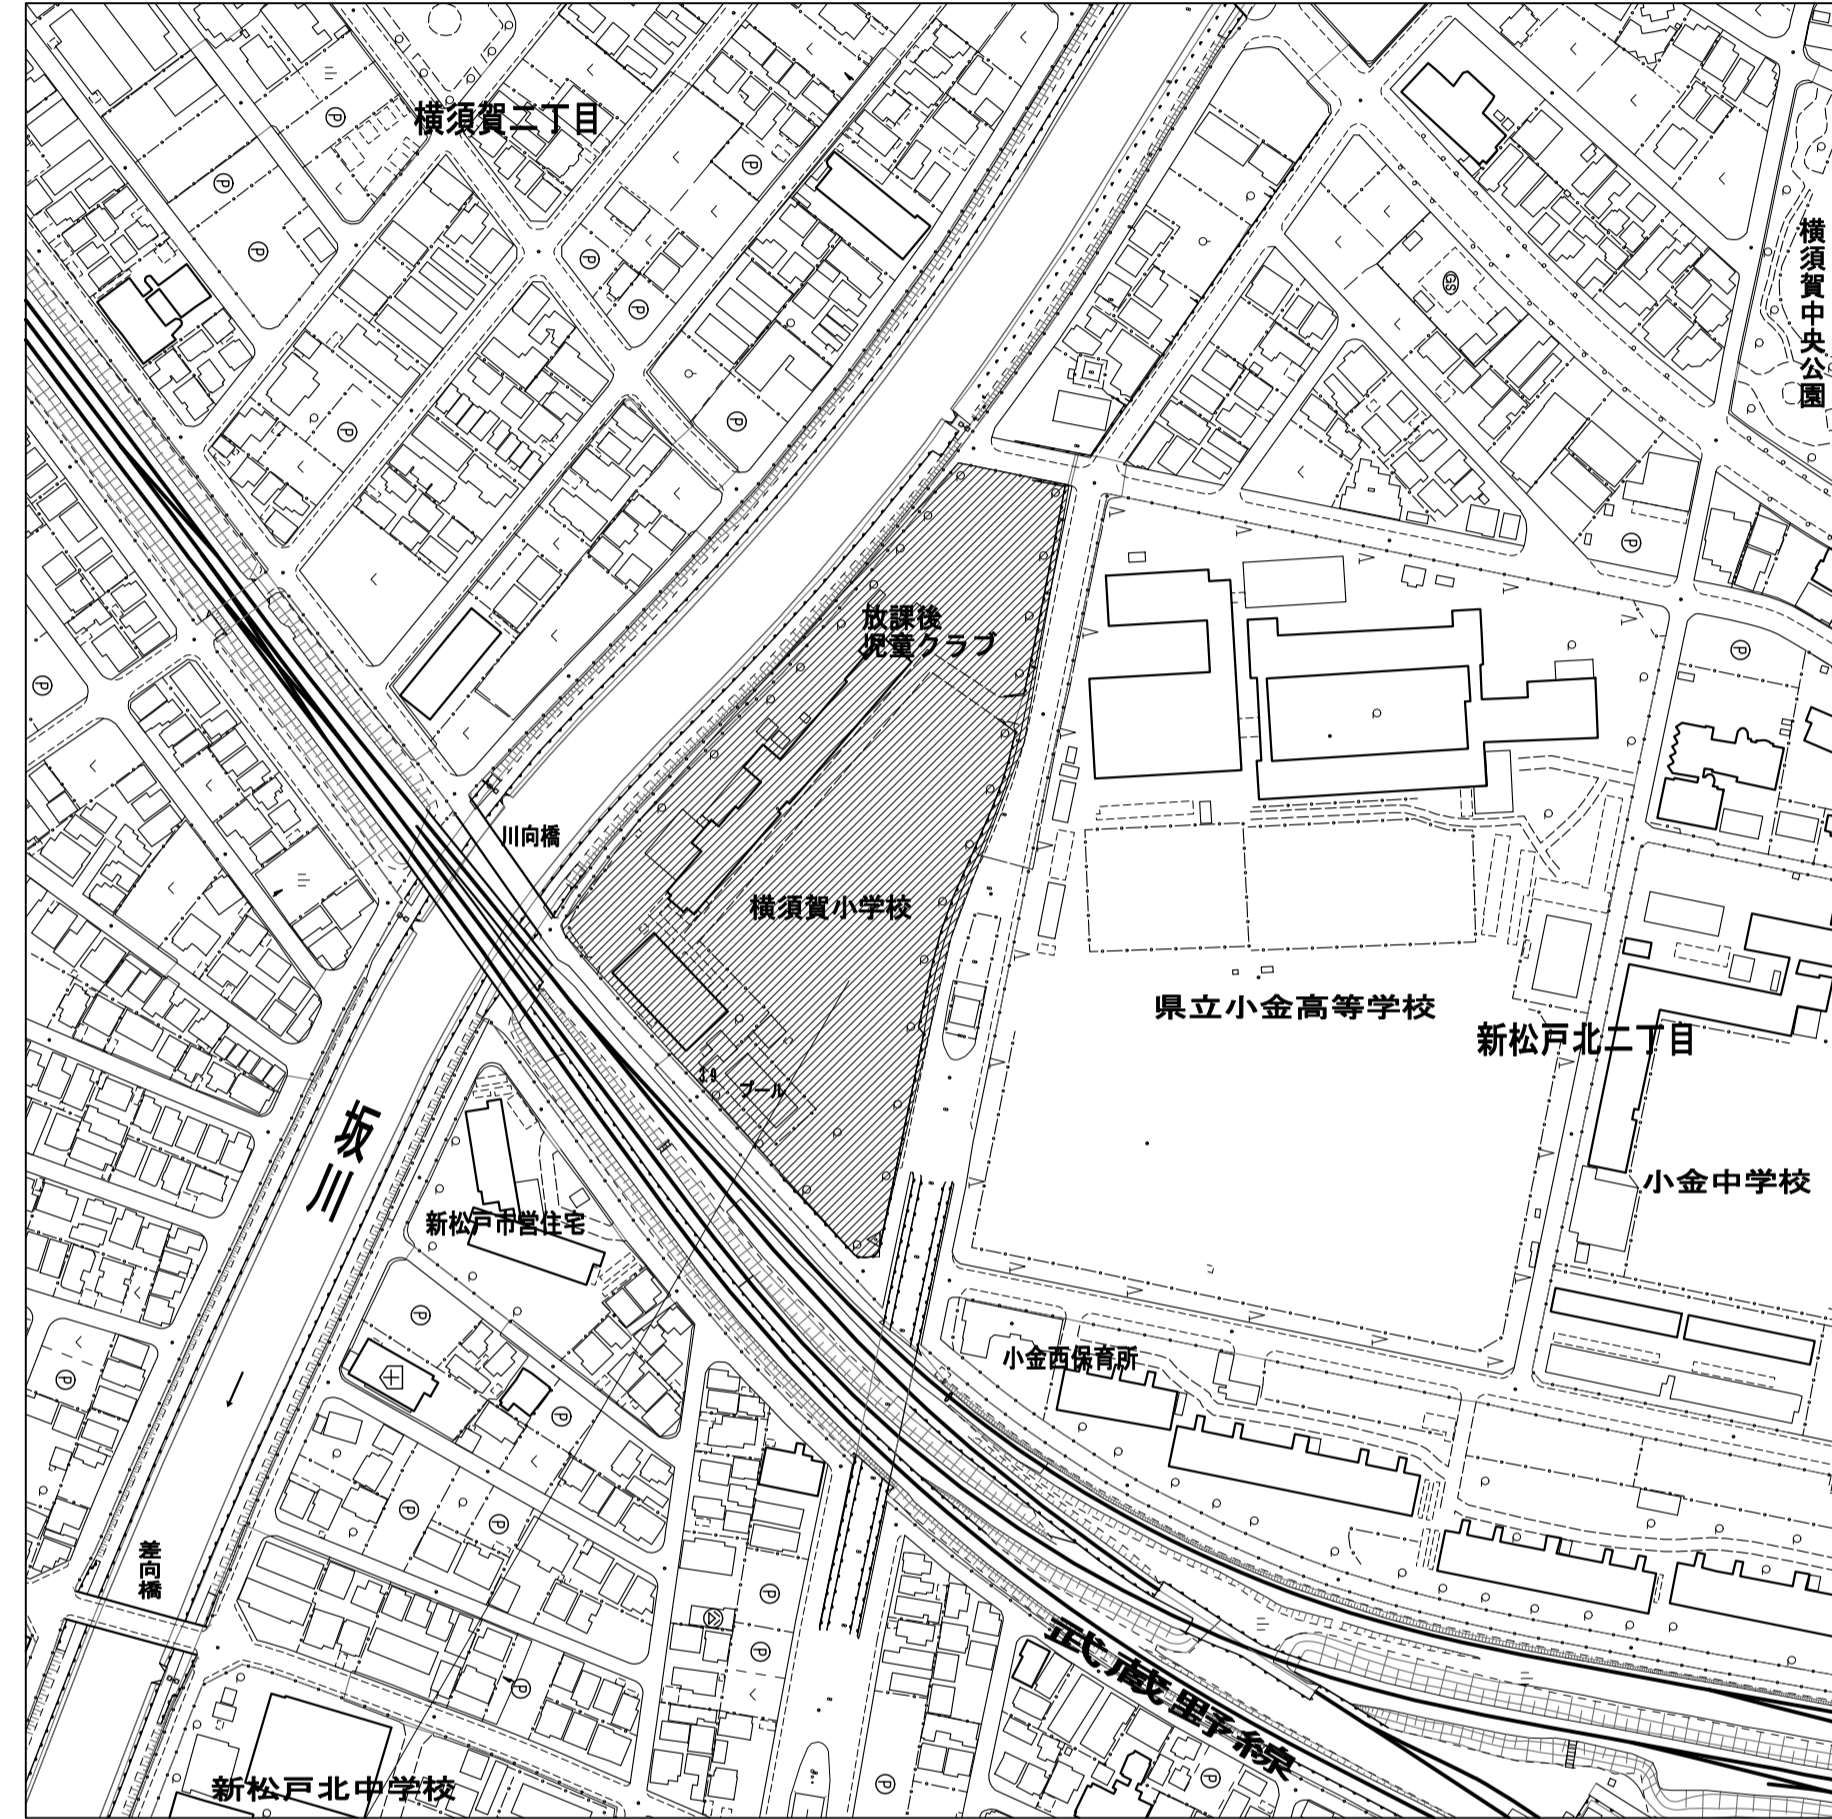 横須賀二丁目
横須賀中央公園
GS
放課後
児童クラブ
川向橋
横須賀小学校
県立小金高等学校
新松戸北二丁目
3.9
プール
坂川
小金中学校
新松戸市営住宅
小金西保育所
差向橋
武蔵野線
新松戸北中学校